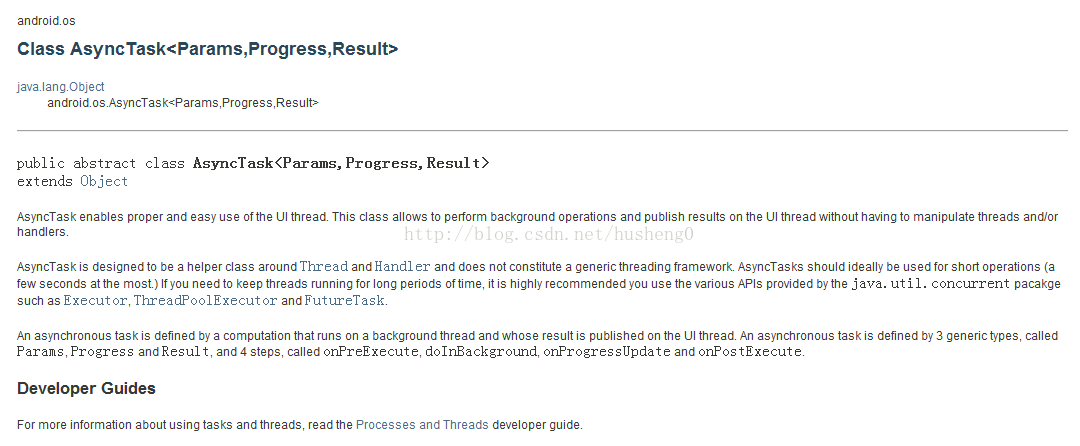 android.os
Class AsyncTask<Params,Progress,Result>
java.lang.Object
android.os.AsyncTask<Params,Progress,Result>
public abstract class AsyncTask<Params,Progress,Result>
extends Object
AsyncTask enables proper and easy use of the UI thread. This class allows to perform background operations and publish results on the UI thread without having to manipulate threads and/or
handlers.
http://blog.csdn.net/husheng0
AsyncTask is designed to be a helper class around Thread and Handler and does not constitute a generic threading framework. AsyncTasks should ideally be used for short operations (a
few seconds at the most.) If you need to keep threads running for long periods of time, it is highly recommended you use the various APIs provided by the java.util.concurrent pacakge
such as Executor, ThreadPoolExecutor and FutureTask.
An asynchronous task is defined by a computation that runs on a background thread and whose result is published on the UI thread. An asynchronous task is defined by 3 generic types, called
Params, Progress and Result, and 4 steps, called onPreExecute, doInBackground, onProgressUpdate and onPostExecute.
Developer Guides
For more information about using tasks and threads, read the Processes and Threads developer guide.